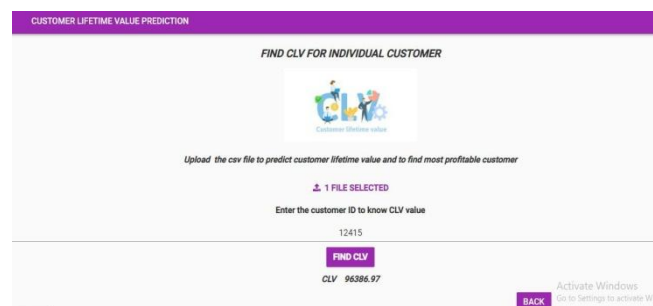 CUSTOMER LIFETIME VALUE PREDICTION
FIND CLV FOR INDIVIDUAL CUSTOMER
CLV
Customer lifetime value
Upload the csv file to predict customer lifetime value and to find most profitable customer
1 FILE SELECTED
Enter the customer ID to know CLV value
12415
FIND CLV
CLV 96386.97
Activate Windows
Go to Settings to activate W
BACK